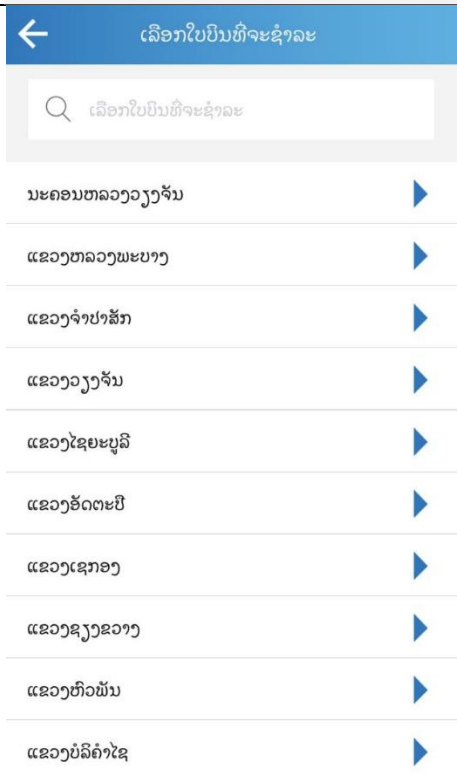 ເລືອກໃບບິນທີ່ຈະຊຳລະ
ເລືອກໃບບິນທີ່ຈະຊຳລະ
ນະຄອນຫລວງວຽງຈັນ
ແຂວງຫລວງພະບາງ
ແຂວງຈຳປາສັກ
ແຂວງວຽງຈັນ
ແຂວງໄຊຍະບູລີ
ແຂວງອັດຕະປື
ແຂວງເຊກອງ
ແຂວງຊຽງຂວາງ
ແຂວງຫົວພັນ
ແຂວງບໍລິຄຳໄຊ